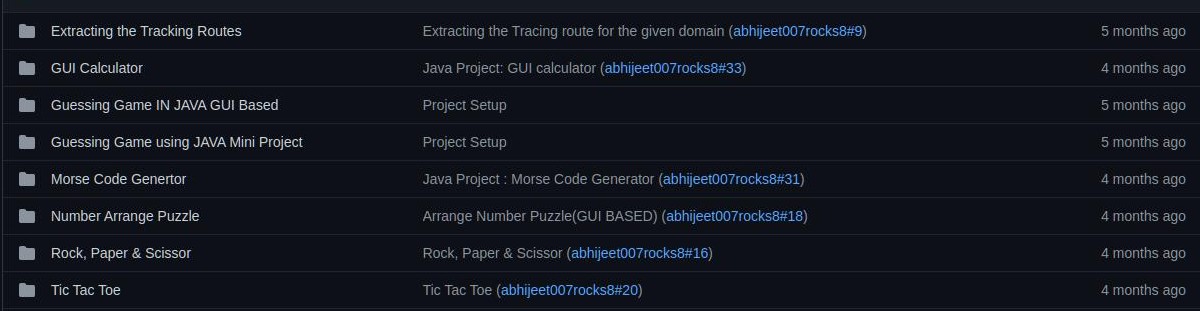 Extracting the Tracking Routes Extracting the Tracing route for the given domain (abhijeet007rocks8#9) 5 months ago
GUI Calculator Java Project: GUI calculator (abhijeet007rocks8#33) 4 months ago
Guessing Game IN JAVA GUI Based Project Setup 5 months ago
Guessing Game using JAVA Mini Project Project Setup 5 months ago
Morse Code Genertor Java Project : Morse Code Generator (abhijeet007rocks8#31) 4 months ago
Number Arrange Puzzle Arrange Number Puzzle(GUI BASED) (abhijeet007rocks8#18) 4 months ago
Rock, Paper & Scissor Rock, Paper & Scissor (abhijeet007rocks8#16) 4 months ago
Tic Tac Toe Tic Tac Toe (abhijeet007rocks8#20) 4 months ago